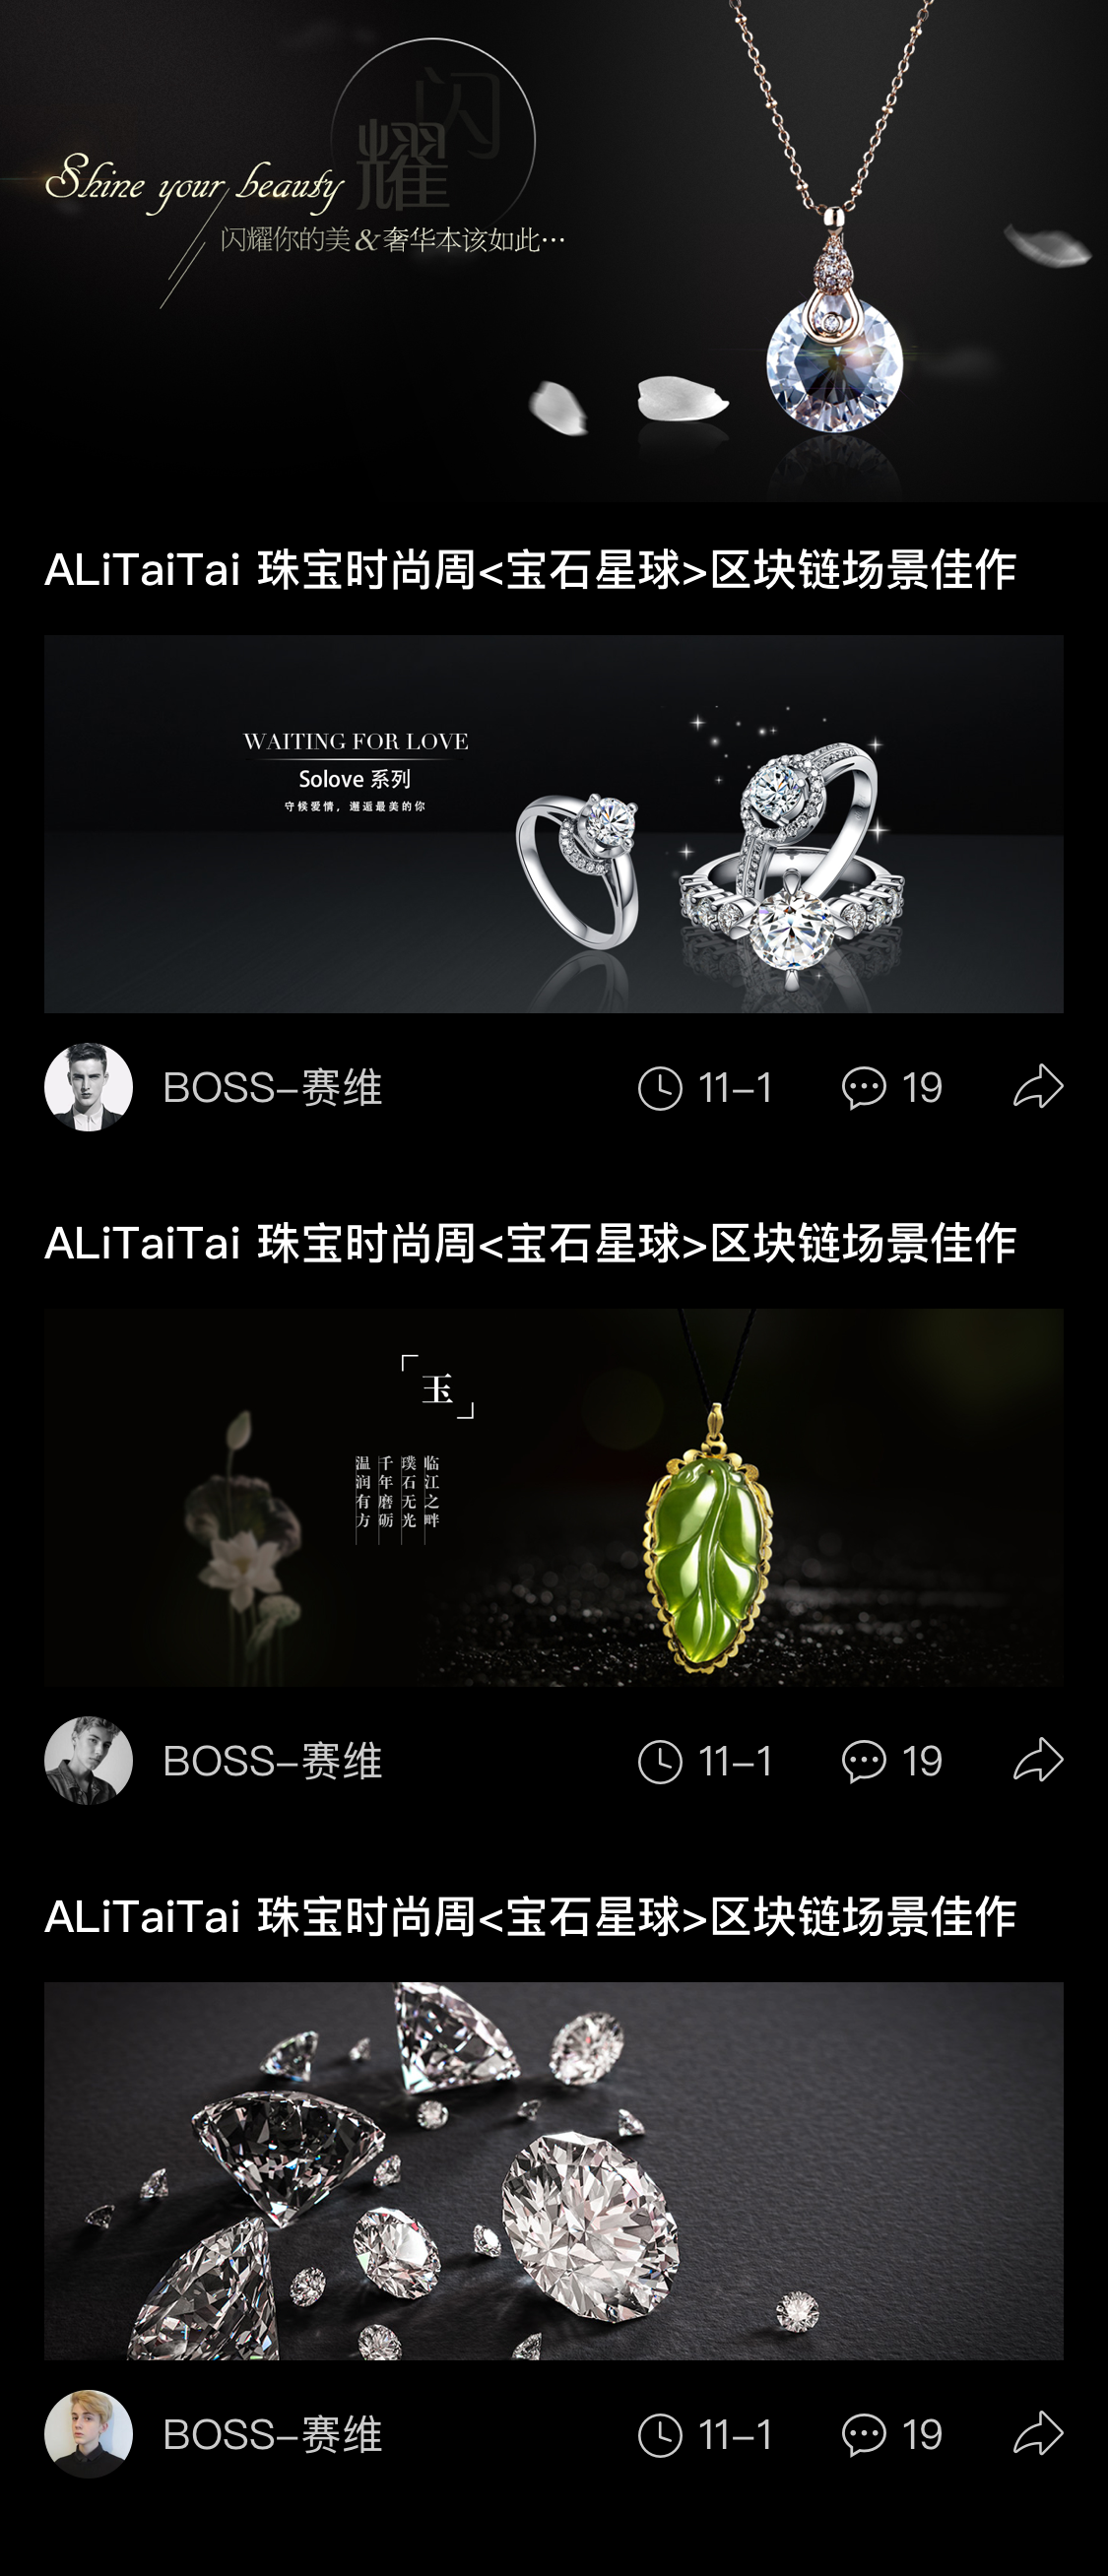 闪
耀
Shine your beauty
闪耀你的美&奢华本该如此…
ALiTaiTai 珠宝时尚周<宝石星球>区块链场景佳作
WAITING FOR LOVE
Solove 系列
守候爱情，邂逅最美的你
BOSS–赛维
11–1
19
ALiTaiTai 珠宝时尚周<宝石星球>区块链场景佳作
「玉」
临江之畔
璞石无光
千年磨砺
温润有方
BOSS–赛维
11–1
19
ALiTaiTai 珠宝时尚周<宝石星球>区块链场景佳作
BOSS–赛维
11–1
19